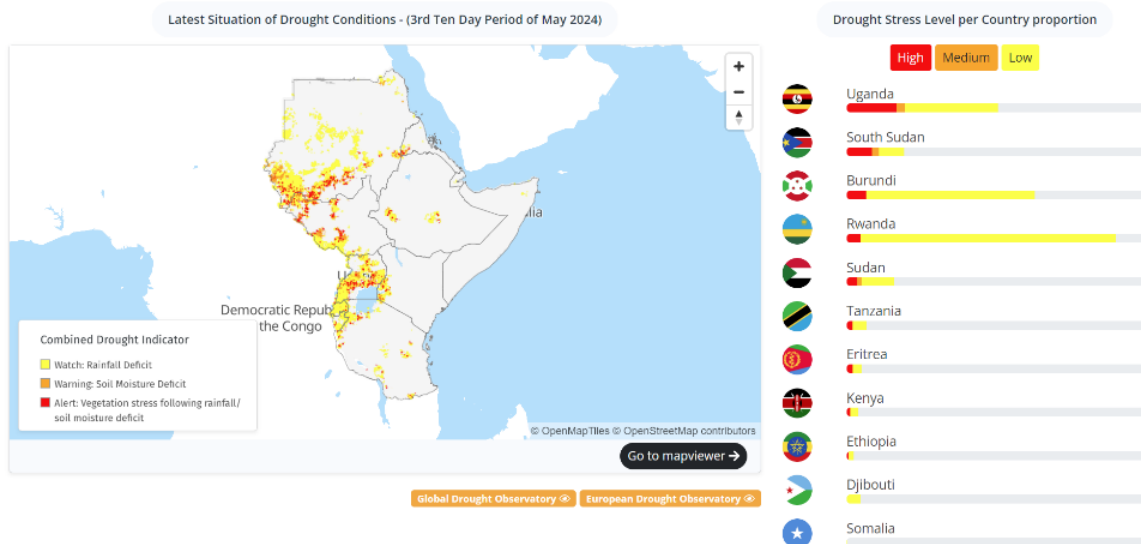 Latest Situation of Drought Conditions - (3rd Ten Day Period of May 2024)
Drought Stress Level per Country proportion
High
Medium
Low
Uganda
South Sudan
Burundi
Rwanda
Sudan
Tanzania
Eritrea
Kenya
Ethiopia
Djibouti
Somalia
Democratic Repub
the Congo
Combined Drought Indicator
Watch: Rainfall Deficit
Warning: Soil Moisture Deficit
Alert: Vegetation stress following rainfall/
soil moisture deficit
© OpenMapTiles © OpenStreetMap contributors
Go to mapviewer
Global Drought Observatory
European Drought Observatory